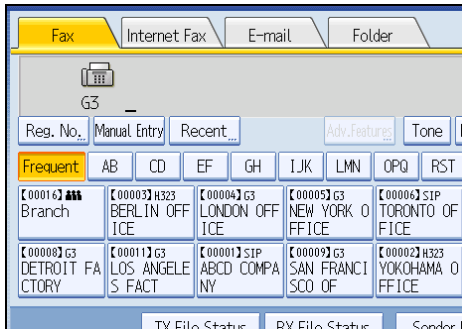 Fax Internet Fax E-mail Folder
G3 _
Reg. No. Manual Entry Recent Adv.Features Tone
Frequent AB CD EF GH IJK LMN OPQ RST
【00016】 【00003】H323 【00004】G3 【00005】G3 【00006】SIP
Branch BERLIN OFF LONDON OFF NEW YORK O TORONTO OF
ICE ICE FFICE FICE
【00008】G3 【00011】G3 【00001】SIP 【00009】G3 【00002】H323
DETROIT FA LOS ANGELE ABCD COMPA SAN FRANCI YOKOHAMA O
CTORY S FACT NY SCO OF FFICE
TX File Status RX File Status Sender